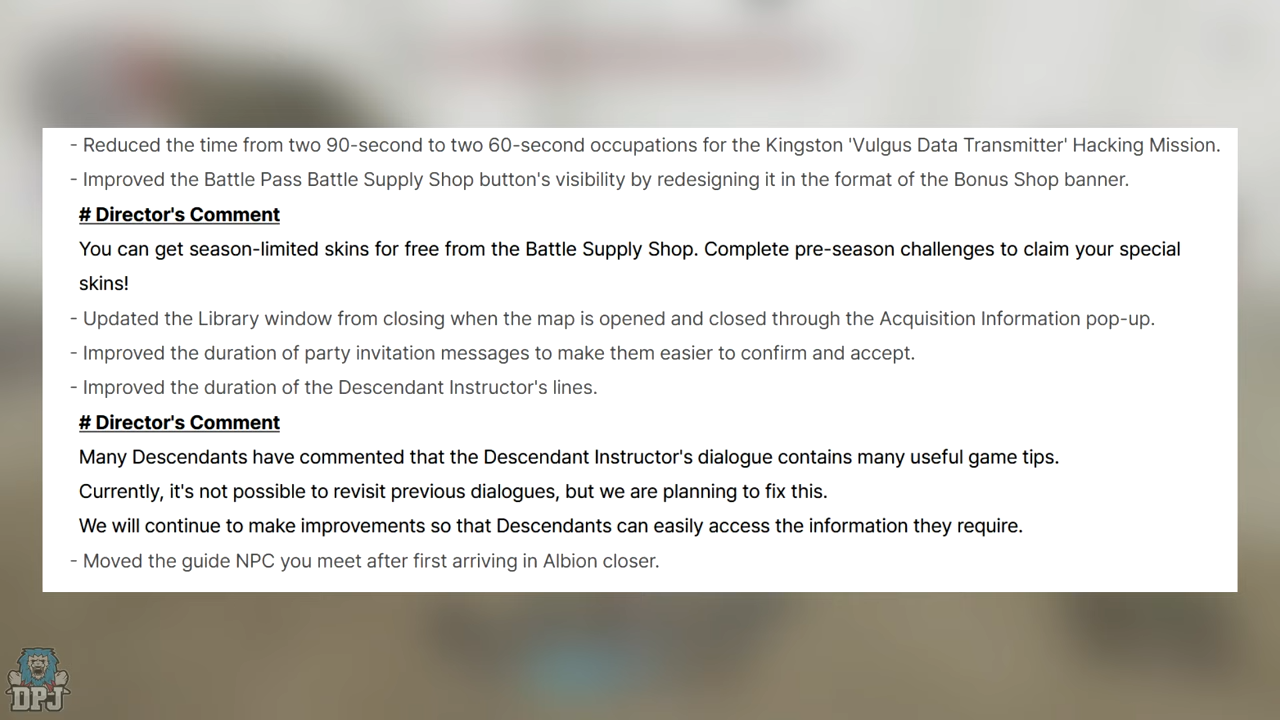 - Reduced the time from two 90-second to two 60-second occupations for the Kingston 'Vulgus Data Transmitter' Hacking Mission.
- Improved the Battle Pass Battle Supply Shop button's visibility by redesigning it in the format of the Bonus Shop banner.
# Director's Comment
You can get season-limited skins for free from the Battle Supply Shop. Complete pre-season challenges to claim your special
skins!
- Updated the Library window from closing when the map is opened and closed through the Acquisition Information pop-up.
- Improved the duration of party invitation messages to make them easier to confirm and accept.
- Improved the duration of the Descendant Instructor's lines.
# Director's Comment
Many Descendants have commented that the Descendant Instructor's dialogue contains many useful game tips.
Currently, it's not possible to revisit previous dialogues, but we are planning to fix this.
We will continue to make improvements so that Descendants can easily access the information they require.
- Moved the guide NPC you meet after first arriving in Albion closer.
DPJ